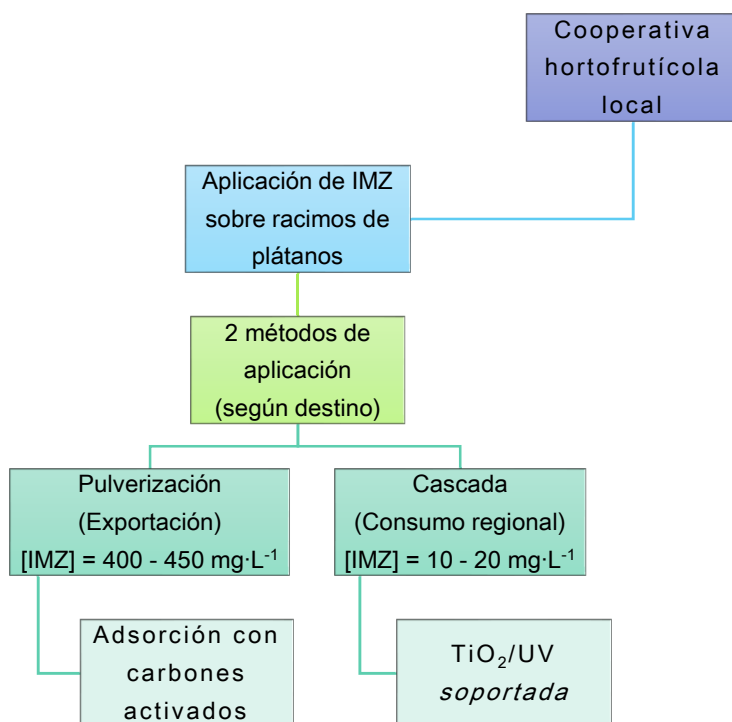 Cooperativa
hortofrutícola
local
Aplicación de IMZ
sobre racimos de
plátanos
2 métodos de
aplicación
(según destino)
Pulverización
(Exportación)
[IMZ] = 400 - 450 mg·L⁻¹
Cascada
(Consumo regional)
[IMZ] = 10 - 20 mg·L⁻¹
Adsorción con
carbones
activados
TiO₂/UV
soportada